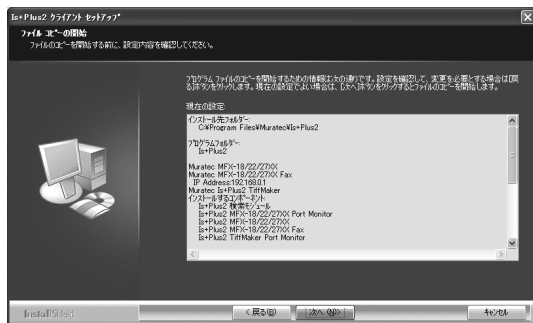 Is+Plus2 クライアント セットアップ
ファイル コピーの開始
ファイルのコピーを開始する前に、設定内容を確認してください。
プログラム ファイルのコピーを開始するための情報は次の通りです。設定を確認して、変更を必要とする場合は[戻
る]ボタンをクリックします。現在の設定でよい場合は、[次へ]ボタンをクリックするとファイルのコピーを開始します。
現在の設定:
インストール先フォルダ:
C:¥Program Files¥Muratec¥Is+Plus2
プログラムフォルダ:
Is+Plus2
Muratec MFX-18/22/27XX
Muratec MFX-18/22/27XX Fax
IP Address:192.168.0.1
Muratec Is+Plus2 TiffMaker
インストールするコンポーネント:
Is+Plus2 検索モジュール
Is+Plus2 MFX-18/22/27XX Port Monitor
Is+Plus2 MFX-18/22/27XX
Is+Plus2 MFX-18/22/27XX Fax
Is+Plus2 TiffMaker Port Monitor
InstallShield
< 戻る(B)
次へ (N) >
キャンセル